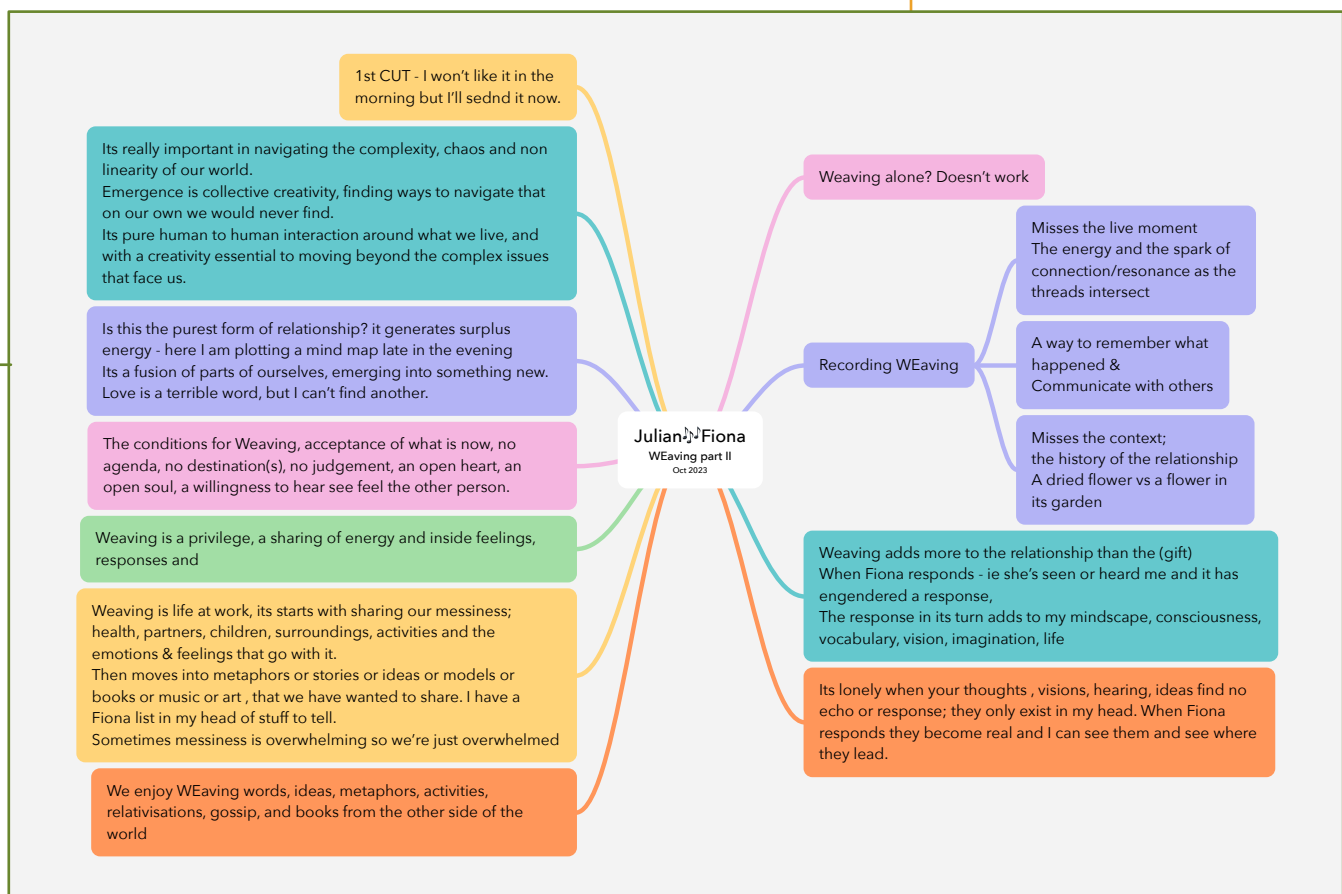 1st CUT - I won't like it in the
morning but I'll sednd it now.
Its really important in navigating the complexity, chaos and non
linearity of our world.
Emergence is collective creativity, finding ways to navigate that
on our own we would never find.
Its pure human to human interaction around what we live, and
with a creativity essential to moving beyond the complex issues
that face us.
Is this the purest form of relationship? it generates surplus
energy - here I am plotting a mind map late in the evening
Its a fusion of parts of ourselves, emerging into something new.
Love is a terrible word, but I can't find another.
The conditions for Weaving, acceptance of what is now, no
agenda, no destination(s), no judgement, an open heart, an
open soul, a willingness to hear see feel the other person.
Weaving is a privilege, a sharing of energy and inside feelings,
responses and
Weaving is life at work, its starts with sharing our messiness;
health, partners, children, surroundings, activities and the
emotions & feelings that go with it.
Then moves into metaphors or stories or ideas or models or
books or music or art , that we have wanted to share. I have a
Fiona list in my head of stuff to tell.
Sometimes messiness is overwhelming so we're just overwhelmed
We enjoy WEaving words, ideas, metaphors, activities,
relativisations, gossip, and books from the other side of the
world
Julian🎶Fiona
WEaving part II
Oct 2023
Weaving alone? Doesn't work
Recording WEaving
Misses the live moment
The energy and the spark of
connection/resonance as the
threads intersect
A way to remember what
happened &
Communicate with others
Misses the context;
the history of the relationship
A dried flower vs a flower in
its garden
Weaving adds more to the relationship than the (gift)
When Fiona responds - ie she's seen or heard me and it has
engendered a response,
The response in its turn adds to my mindscape, consciousness,
vocabulary, vision, imagination, life
Its lonely when your thoughts , visions, hearing, ideas find no
echo or response; they only exist in my head. When Fiona
responds they become real and I can see them and see where
they lead.